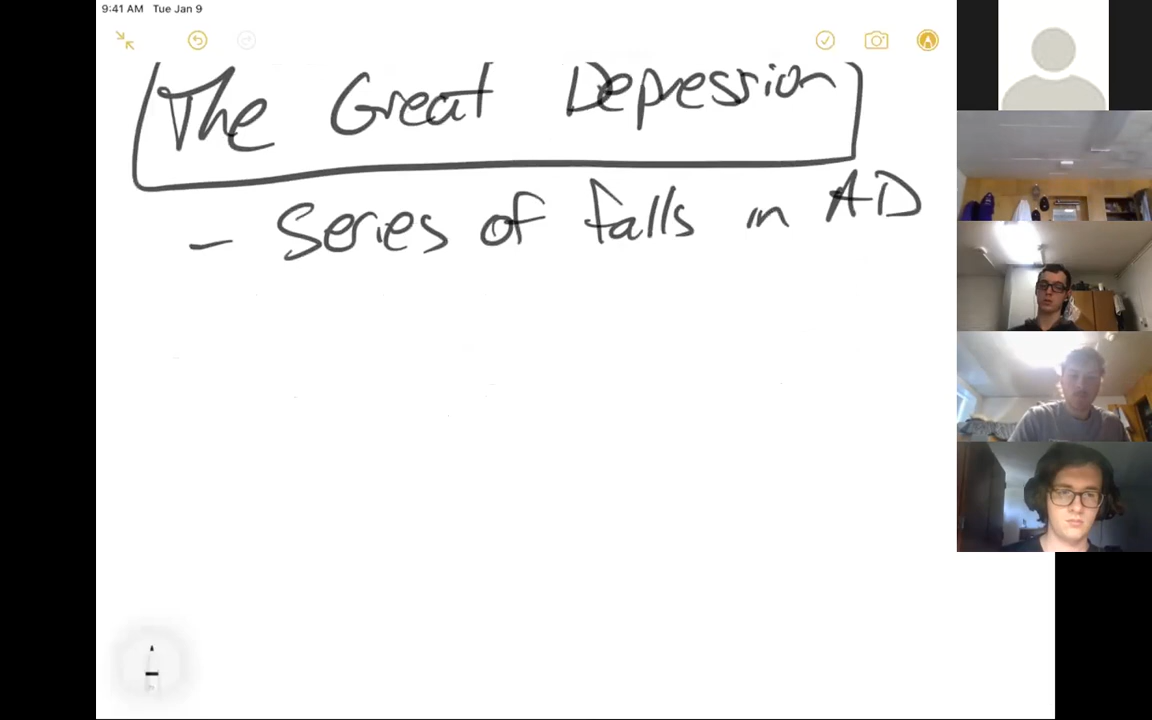 9:41 AM Tue Jan 9
The Great Depression
- Series of falls in AD